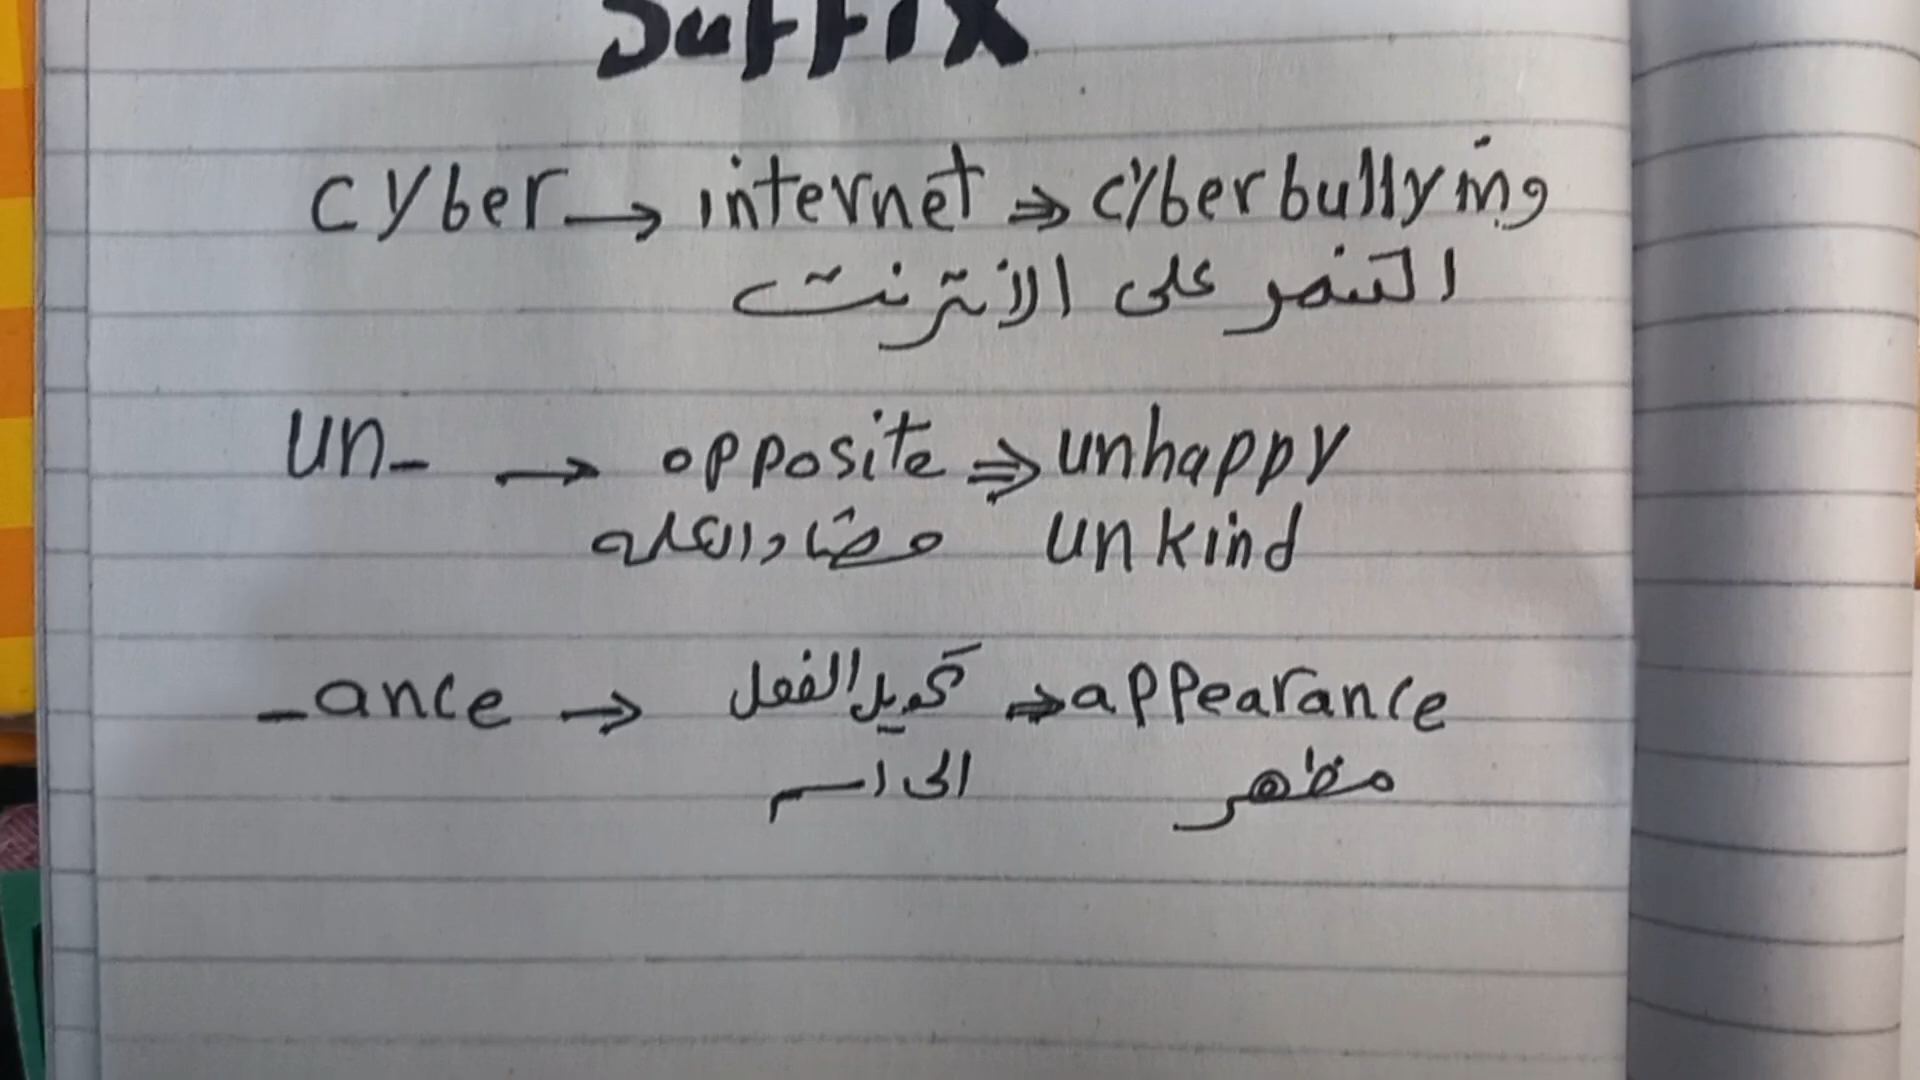 Suffix
cyber → internet ⇒ cyberbullying
التنمر على الانترنت
un- → opposite ⇒ unhappy
مضاد الكلمه unkind
-ance → تحويل الفعل ⇒ appearance
الى اسم مظهر